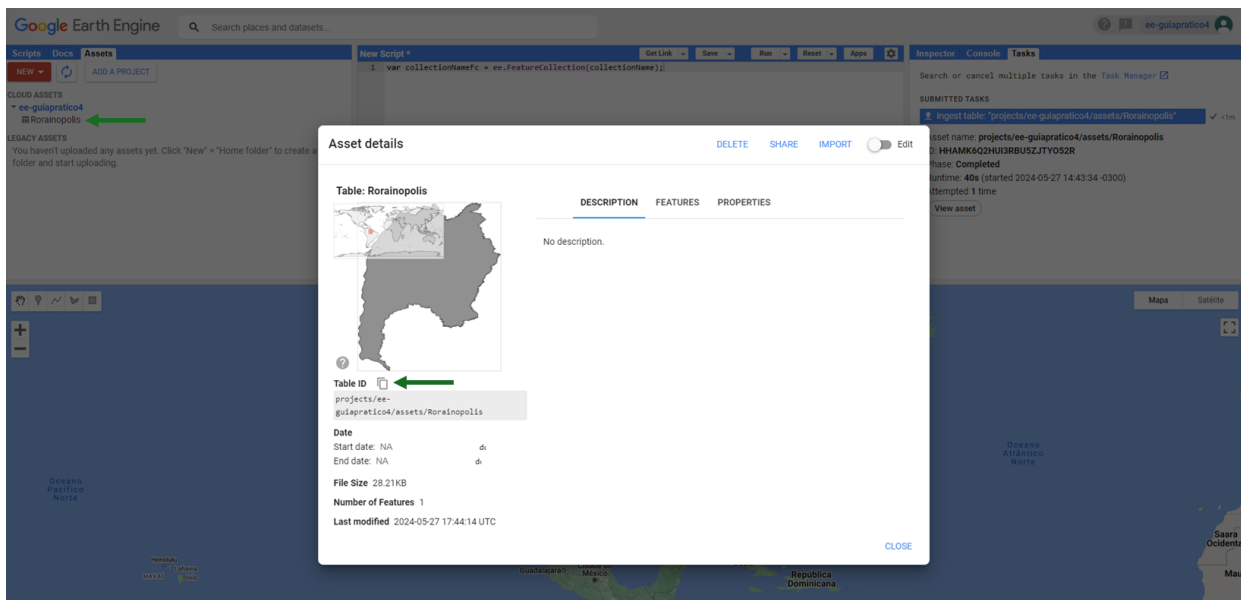 Google Earth Engine
Search places and datasets...
ee-guiapratico4
Scripts Docs Assets
NEW
ADD A PROJECT
CLOUD ASSETS
ee-guiapratico4
Rorainopolis
LEGACY ASSETS
You haven't uploaded any assets yet. Click "New" > "Home folder" to create a
folder and start uploading.
New Script *
Get Link Save Run Reset Apps
1 var collectionNameFc = ee.FeatureCollection(collectionName);
Inspector Console Tasks
Search or cancel multiple tasks in the Task Manager
SUBMITTED TASKS
Ingest table: "projects/ee-guiapratico4/assets/Rorainopolis"
<1m
Asset name: projects/ee-guiapratico4/assets/Rorainopolis
ID: HHAMK6Q2HUI3RBU5ZJTYO52R
Phase: Completed
Runtime: 40s (started 2024-05-27 14:43:34 -0300)
Attempted 1 time
View asset
Asset details
DELETE SHARE IMPORT Edit
Table: Rorainopolis
DESCRIPTION FEATURES PROPERTIES
No description.
Table ID
projects/ee-
guiapratico4/assets/Rorainopolis
Date
Start date: NA
End date: NA
File Size 28.21KB
Number of Features 1
Last modified 2024-05-27 17:44:14 UTC
CLOSE
Mapa Satélite
Oceano
Atlântico
Norte
Oceano
Pacífico
Norte
Honolulu
HAVAÍ
Guadalajara
México
República
Dominicana
Saara
Ocidenta
Mau